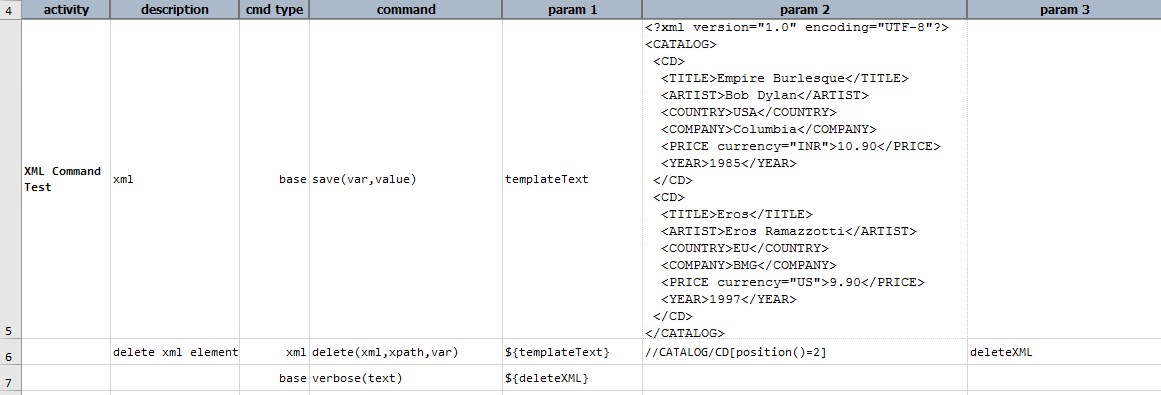 4 activity description cmd type command param 1 param 2 param 3
<?xml version="1.0" encoding="UTF-8"?>
<CATALOG>
<CD>
<TITLE>Empire Burlesque</TITLE>
<ARTIST>Bob Dylan</ARTIST>
<COUNTRY>USA</COUNTRY>
<COMPANY>Columbia</COMPANY>
<PRICE currency="INR">10.90</PRICE>
<YEAR>1985</YEAR>
XML Command
Test
xml base save(var,value) templateText
</CD>
<CD>
<TITLE>Eros</TITLE>
<ARTIST>Eros Ramazzotti</ARTIST>
<COUNTRY>EU</COUNTRY>
<COMPANY>BMG</COMPANY>
<PRICE currency="US">9.90</PRICE>
<YEAR>1997</YEAR>
</CD>
</CATALOG>
5
6 delete xml element xml delete(xml,xpath,var) ${templateText} //CATALOG/CD[position()=2] deleteXML
7 base verbose(text) ${deleteXML}